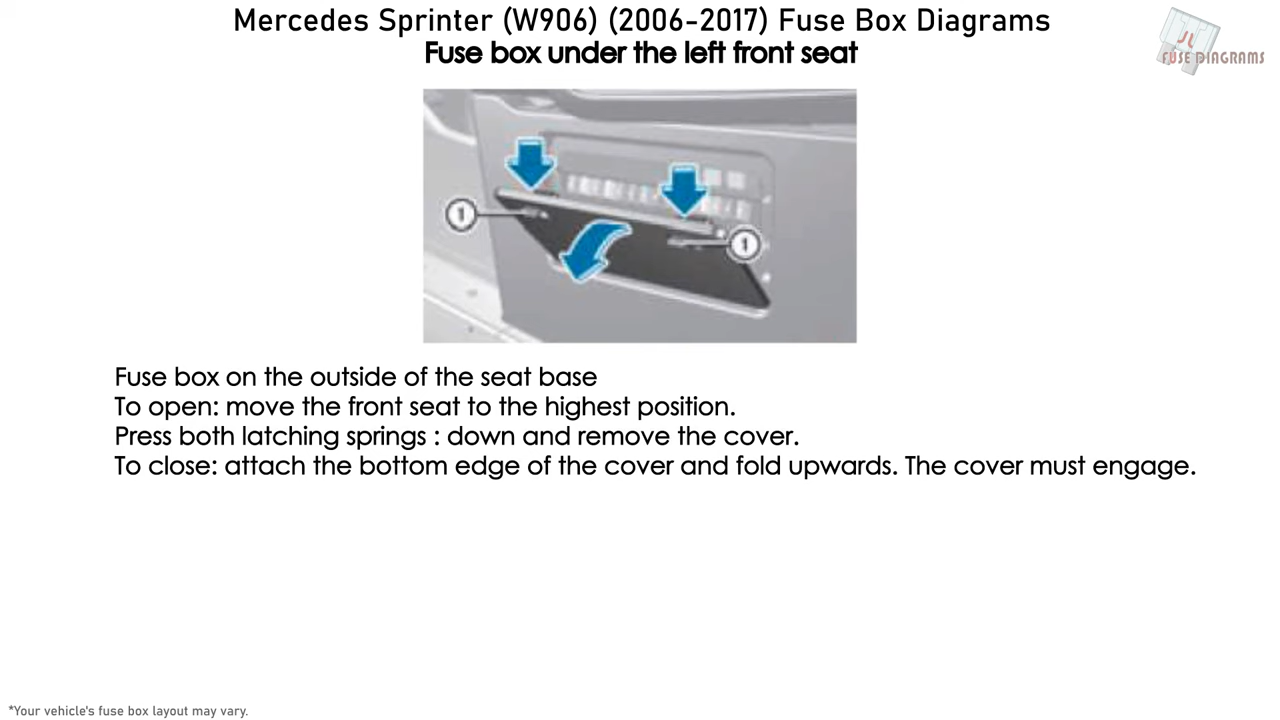 Mercedes Sprinter (W906) (2006-2017) Fuse Box Diagrams
Fuse box under the left front seat
JL
FUSE DIAGRAMS
1
1
Fuse box on the outside of the seat base
To open: move the front seat to the highest position.
Press both latching springs : down and remove the cover.
To close: attach the bottom edge of the cover and fold upwards. The cover must engage.
*Your vehicle's fuse box layout may vary.